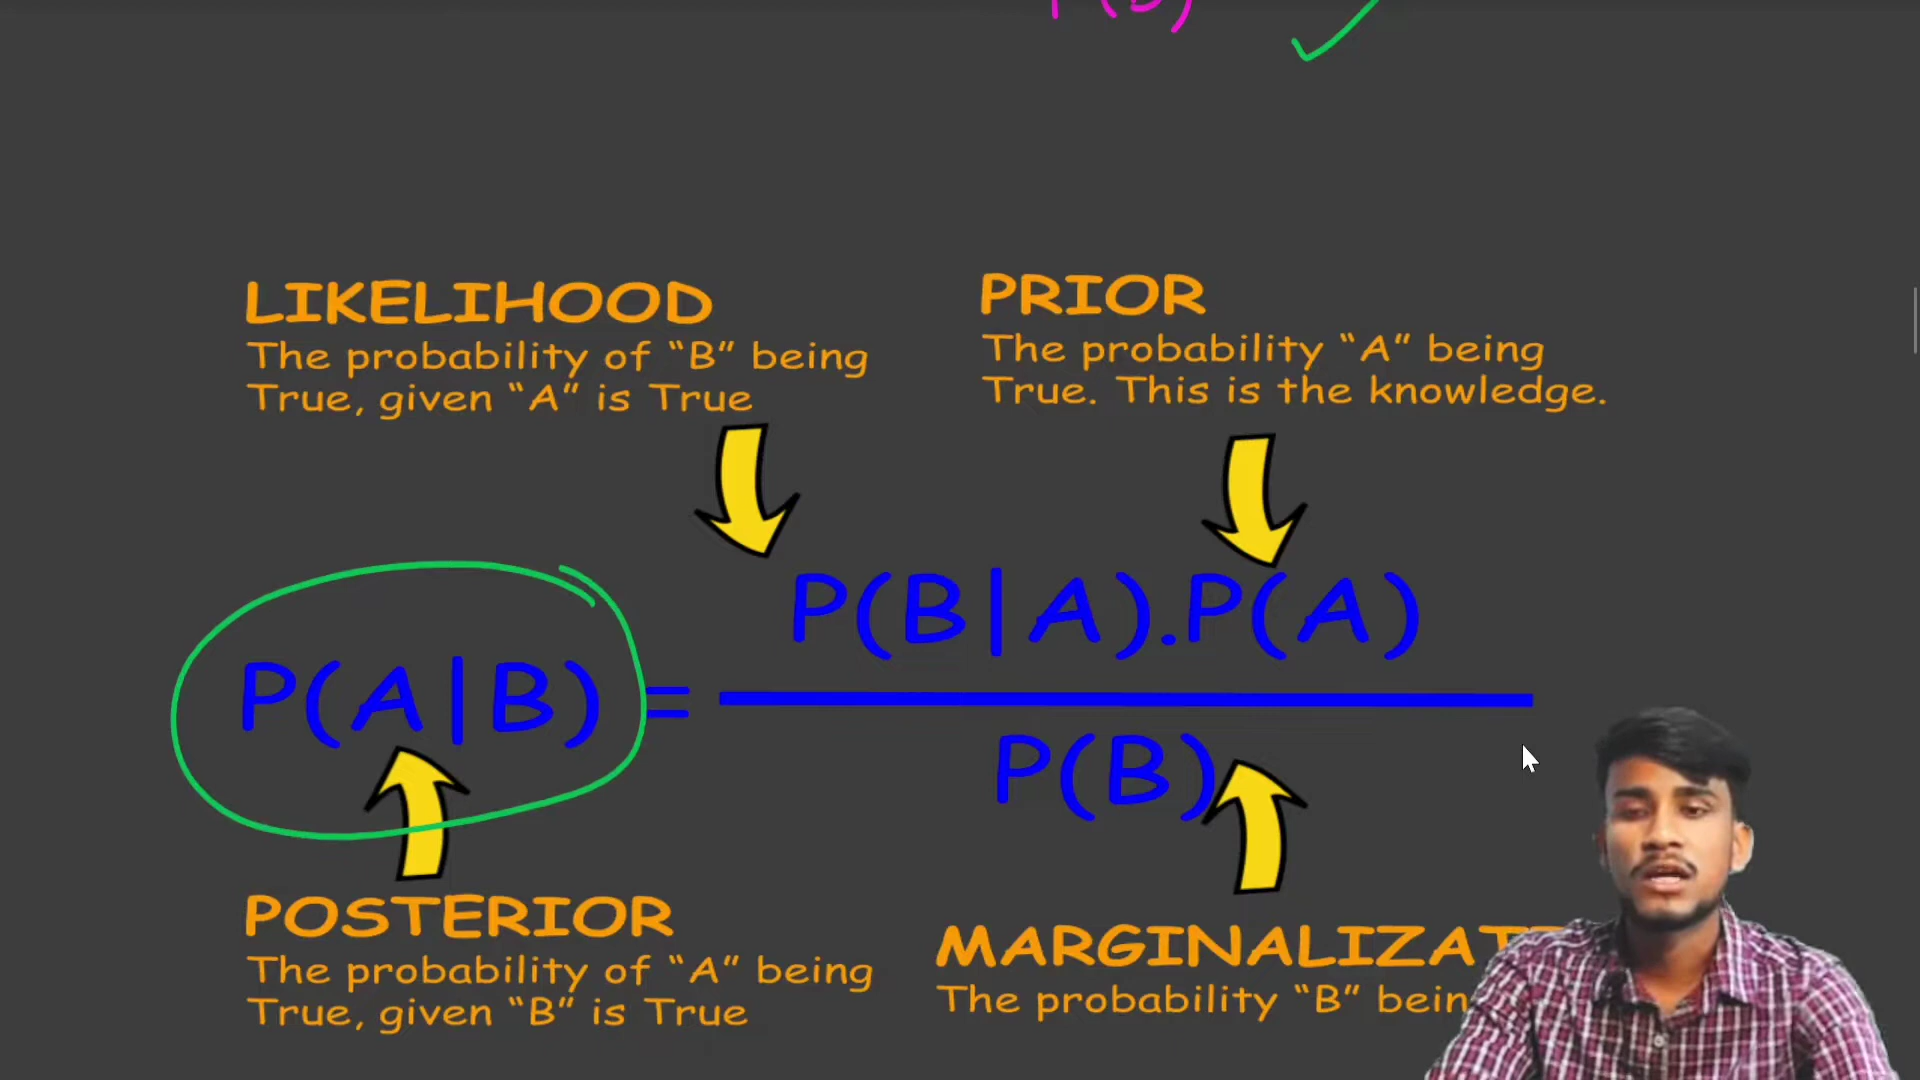 P(B)
LIKELIHOOD
The probability of “B” being
True, given “A” is True
PRIOR
The probability “A” being
True. This is the knowledge.
P(A|B) = P(B|A).P(A)
P(B)
POSTERIOR
The probability of “A” being
True, given “B” is True
The probability “B”